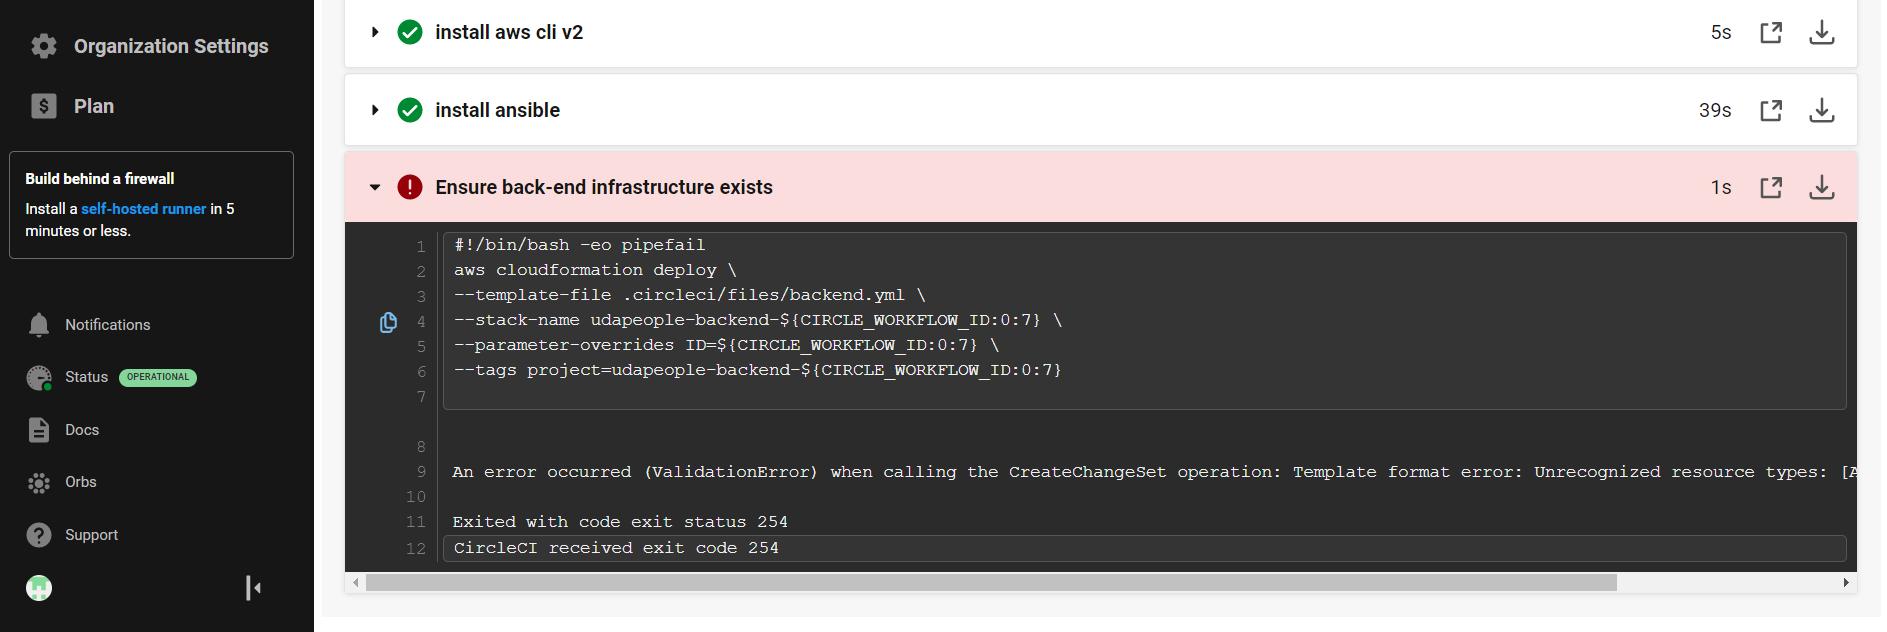 Organization Settings
Plan
Build behind a firewall
Install a self-hosted runner in 5
minutes or less.
Notifications
Status OPERATIONAL
Docs
Orbs
Support
install aws cli v2 5s
install ansible 39s
Ensure back-end infrastructure exists 1s
1 #!/bin/bash -eo pipefail
2 aws cloudformation deploy \
3 --template-file .circleci/files/backend.yml \
4 --stack-name udapeople-backend-${CIRCLE_WORKFLOW_ID:0:7} \
5 --parameter-overrides ID=${CIRCLE_WORKFLOW_ID:0:7} \
6 --tags project=udapeople-backend-${CIRCLE_WORKFLOW_ID:0:7}
7
8
9 An error occurred (ValidationError) when calling the CreateChangeSet operation: Template format error: Unrecognized resource types: [A
10
11 Exited with code exit status 254
12 CircleCI received exit code 254